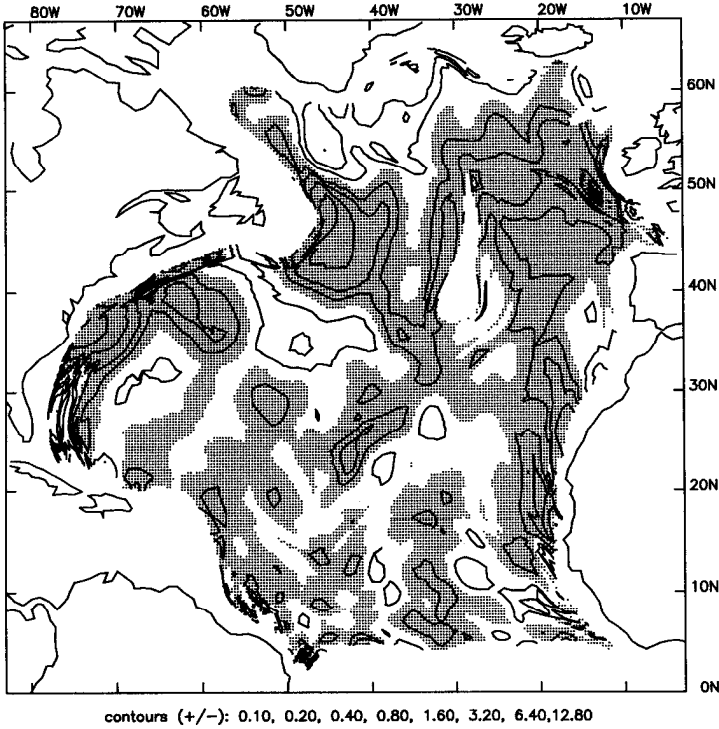 80W 70W 60W 50W 40W 30W 20W 10W
60N
50N
40N
30N
20N
10N
0N
contours (+/-): 0.10, 0.20, 0.40, 0.80, 1.60, 3.20, 6.40,12.80